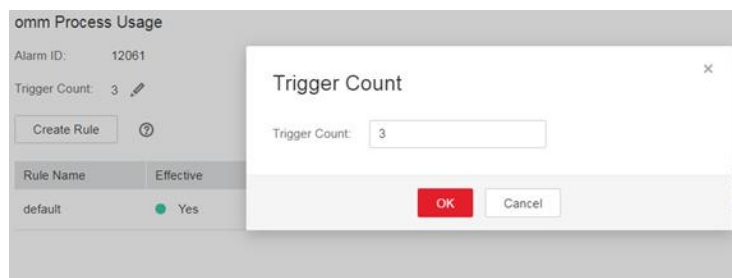 omm Process Usage
Alarm ID: 12061
Trigger Count: 3
Create Rule
Rule Name Effective
default Yes
Trigger Count
Trigger Count: 3
OK Cancel